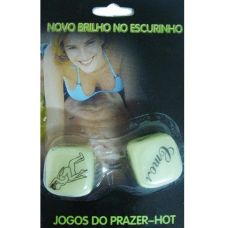 NOVO BRILHO NO ESCURINHO
JOGOS DO PRAZER-HOT